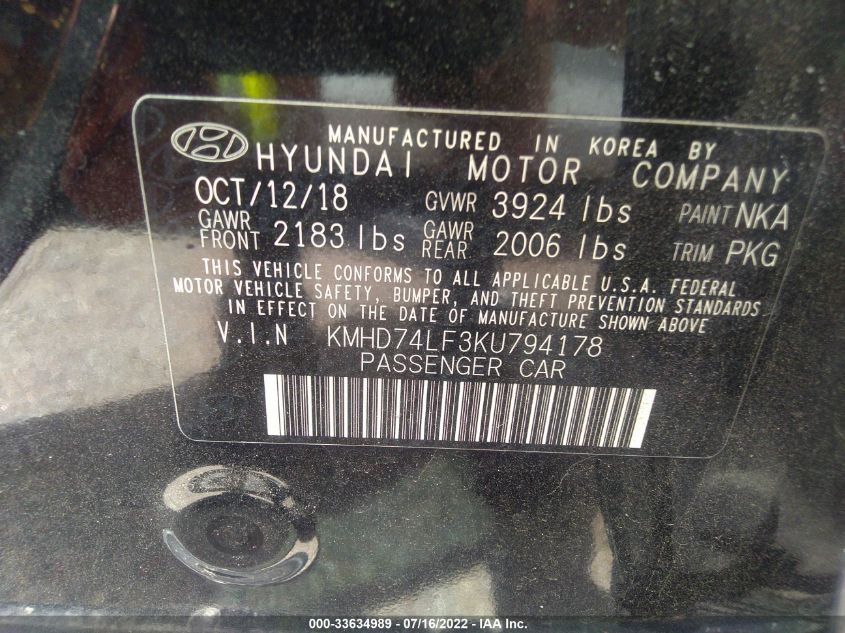 MANUFACTURED IN KOREA BY
HYUNDAI MOTOR COMPANY
OCT/12/18 GVWR 3924 lbs PAINT NKA
GAWR FRONT 2183 lbs GAWR REAR 2006 lbs TRIM PKG
THIS VEHICLE CONFORMS TO ALL APPLICABLE U.S.A. FEDERAL
MOTOR VEHICLE SAFETY, BUMPER, AND THEFT PREVENTION STANDARDS
IN EFFECT ON THE DATE OF MANUFACTURE SHOWN ABOVE
V.I.N KMHD74LF3KU794178
PASSENGER CAR
000-33634989 - 07/16/2022 - IAA Inc.